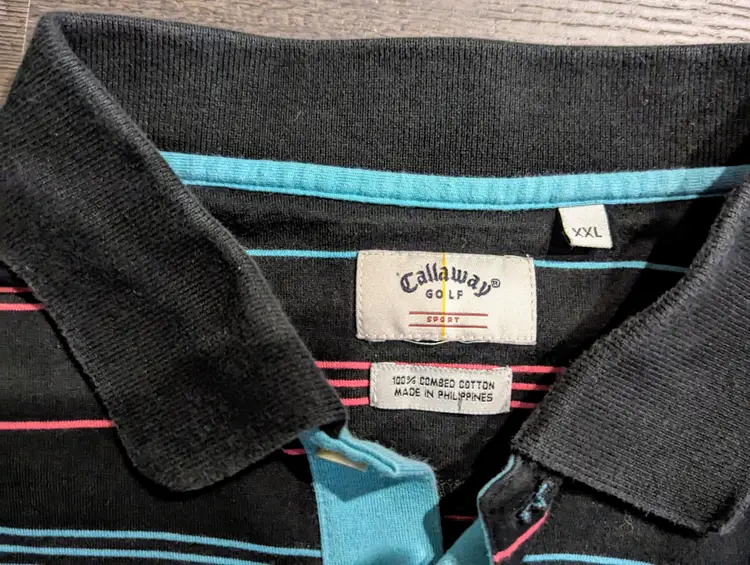 XXL
Callaway®
GOLF
SPORT
100% COMBED COTTON
MADE IN PHILIPPINES